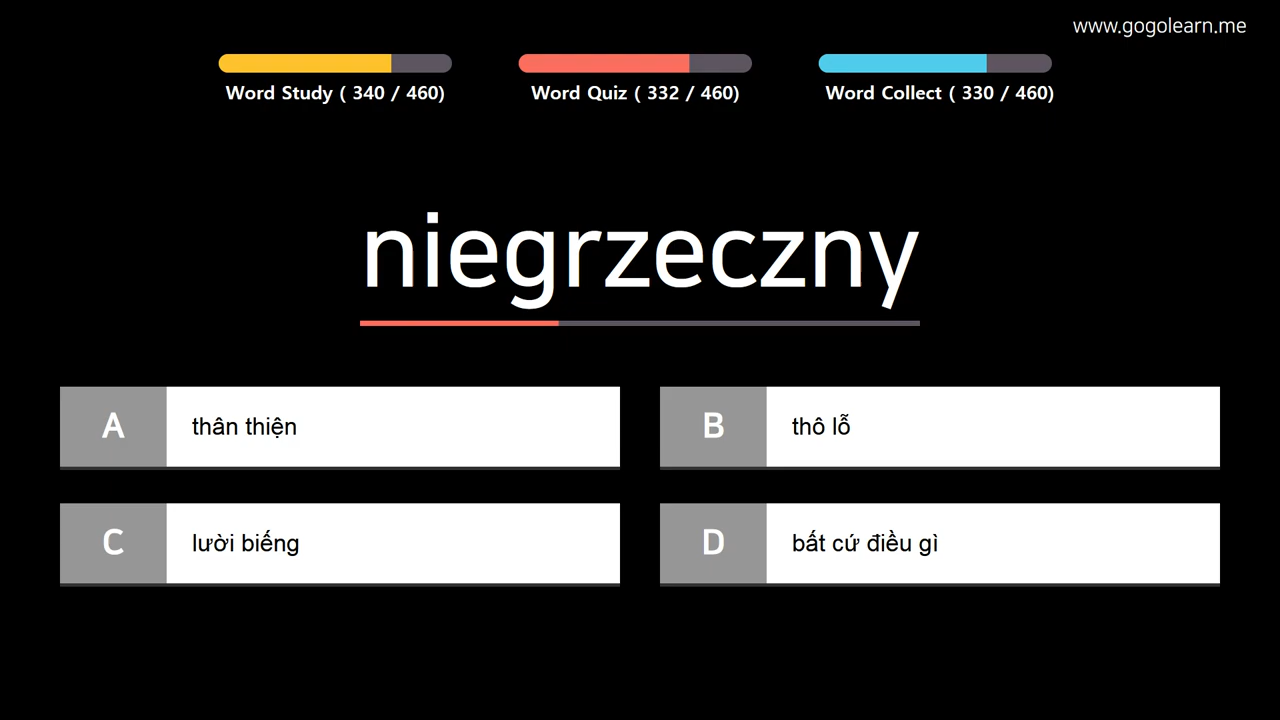 www.gogolearn.me
Word Study ( 340 / 460)
Word Quiz ( 332 / 460)
Word Collect ( 330 / 460)
niegrzeczny
A thân thiện
B thô lỗ
C lười biếng
D bất cứ điều gì